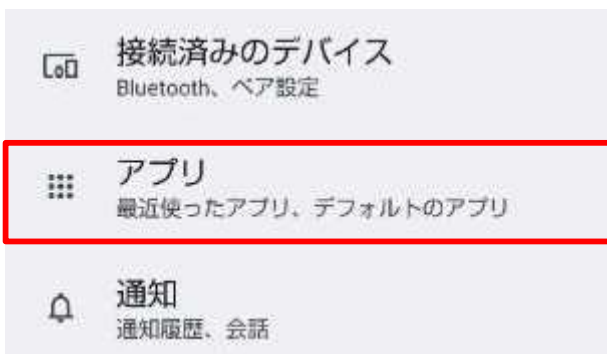 接続済みのデバイス
Bluetooth、ペア設定
アプリ
最近使ったアプリ、デフォルトのアプリ
通知
通知履歴、会話